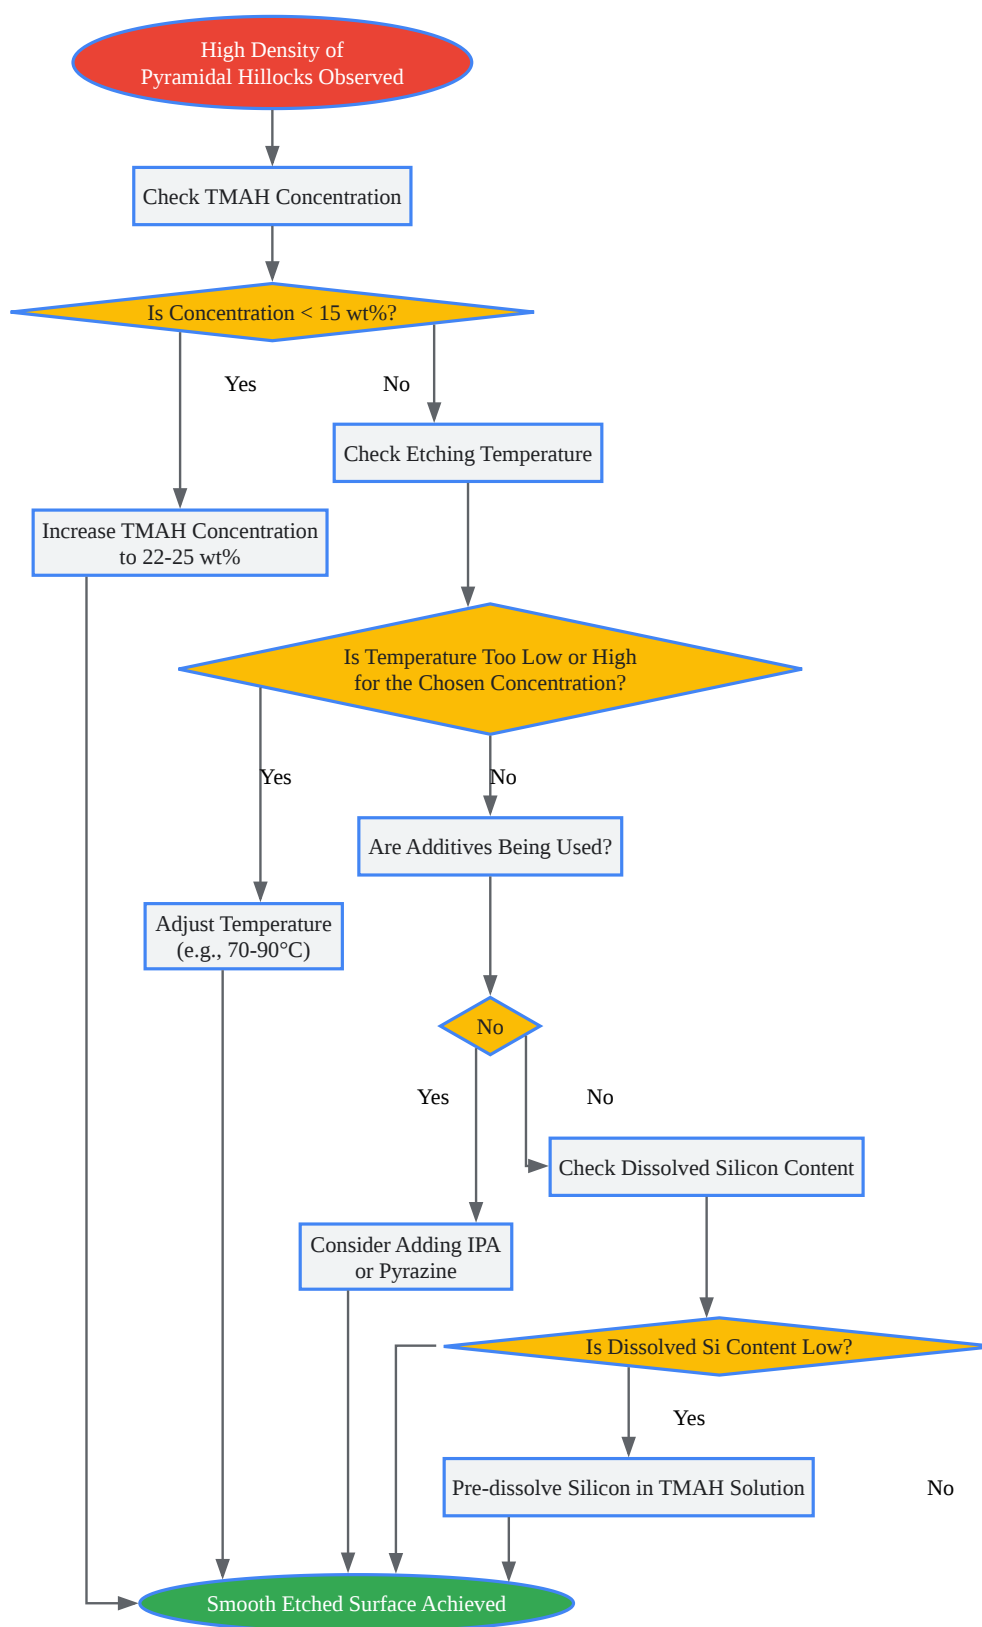 High Density of
Pyramidal Hillocks Observed
Check TMAH Concentration
Is Concentration < 15 wt%?
Yes
No
Check Etching Temperature
Increase TMAH Concentration
to 22-25 wt%
Is Temperature Too Low or High
for the Chosen Concentration?
Yes
No
Are Additives Being Used?
Adjust Temperature
(e.g., 70-90°C)
No
Yes
No
Check Dissolved Silicon Content
Consider Adding IPA
or Pyrazine
Is Dissolved Si Content Low?
Yes
Pre-dissolve Silicon in TMAH Solution
No
Smooth Etched Surface Achieved